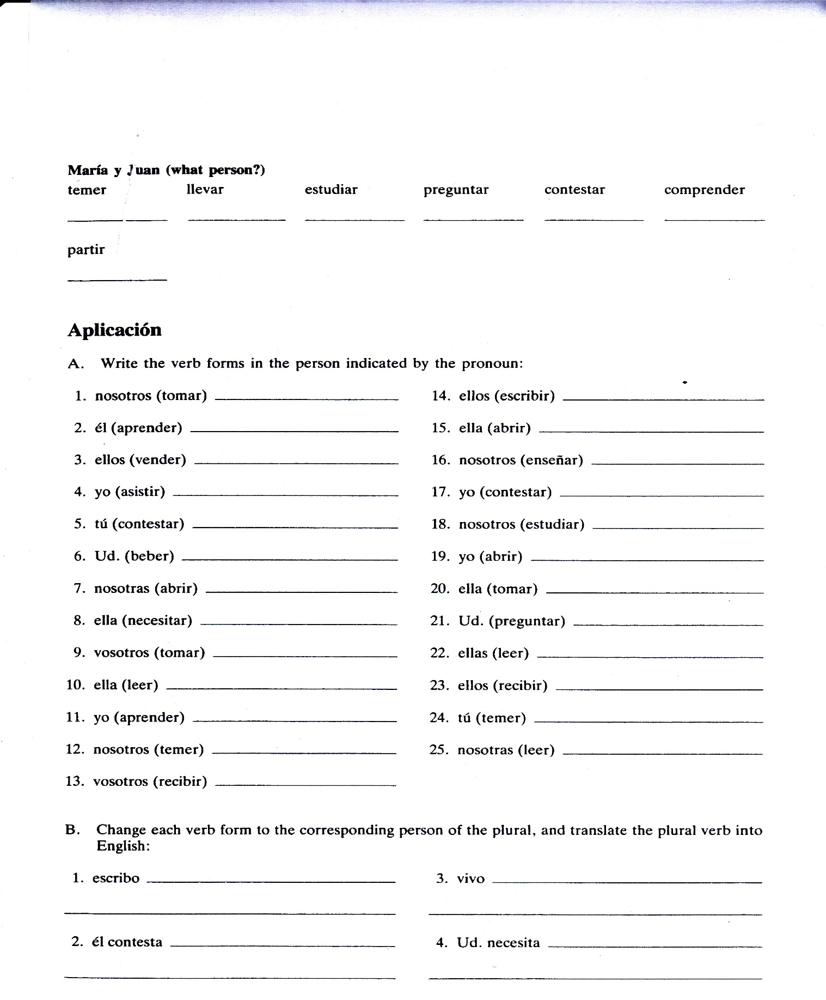 María y Juan (what person?)
temer llevar estudiar preguntar contestar comprender
partir
Aplicación
A. Write the verb forms in the person indicated by the pronoun:
1. nosotros (tomar)
2. él (aprender)
3. ellos (vender)
4. yo (asistir)
5. tú (contestar)
6. Ud. (beber)
7. nosotras (abrir)
8. ella (necesitar)
9. vosotros (tomar)
10. ella (leer)
11. yo (aprender)
12. nosotros (temer)
13. vosotros (recibir)
14. ellos (escribir)
15. ella (abrir)
16. nosotros (enseñar)
17. yo (contestar)
18. nosotros (estudiar)
19. yo (abrir)
20. ella (tomar)
21. Ud. (preguntar)
22. ellas (leer)
23. ellos (recibir)
24. tú (temer)
25. nosotras (leer)
B. Change each verb form to the corresponding person of the plural, and translate the plural verb into
English:
1. escribo
2. él contesta
3. vivo
4. Ud. necesita